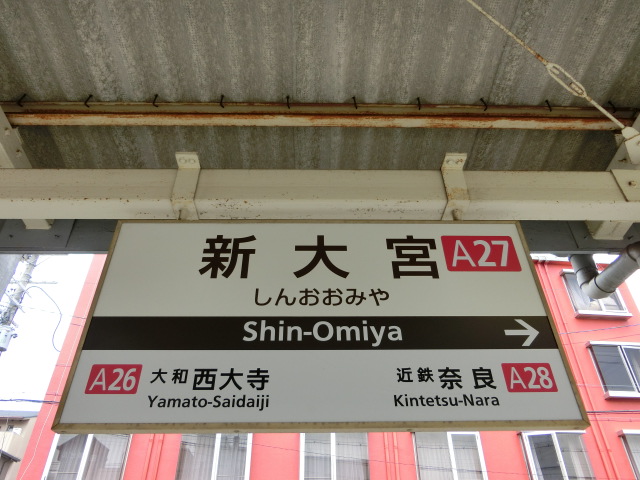 新大宮 A27
しんおおみや
Shin-Omiya →
A26 大和西大寺 近鉄奈良 A28
Yamato-Saidaiji Kintetsu-Nara